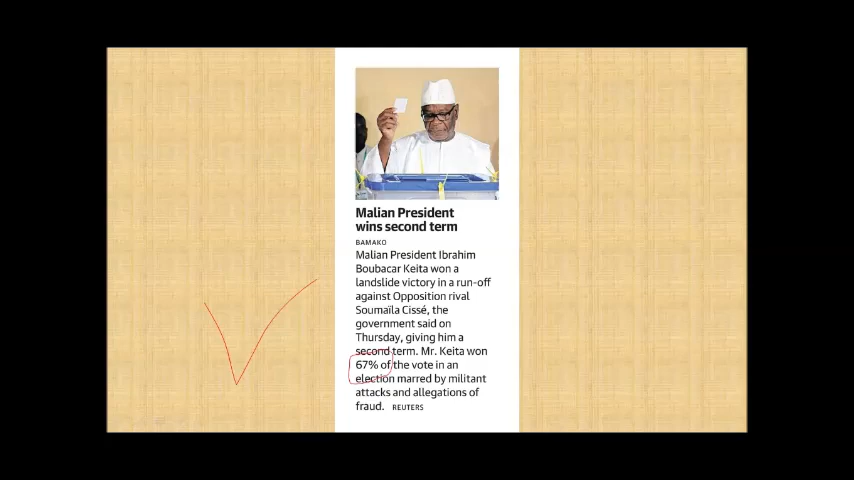 Malian President
wins second term
BAMAKO
Malian President Ibrahim
Boubacar Keita won a
landslide victory in a run-off
against Opposition rival
Soumaïla Cissé, the
government said on
Thursday, giving him a
second term. Mr. Keita won
67% of the vote in an
election marred by militant
attacks and allegations of
fraud. REUTERS